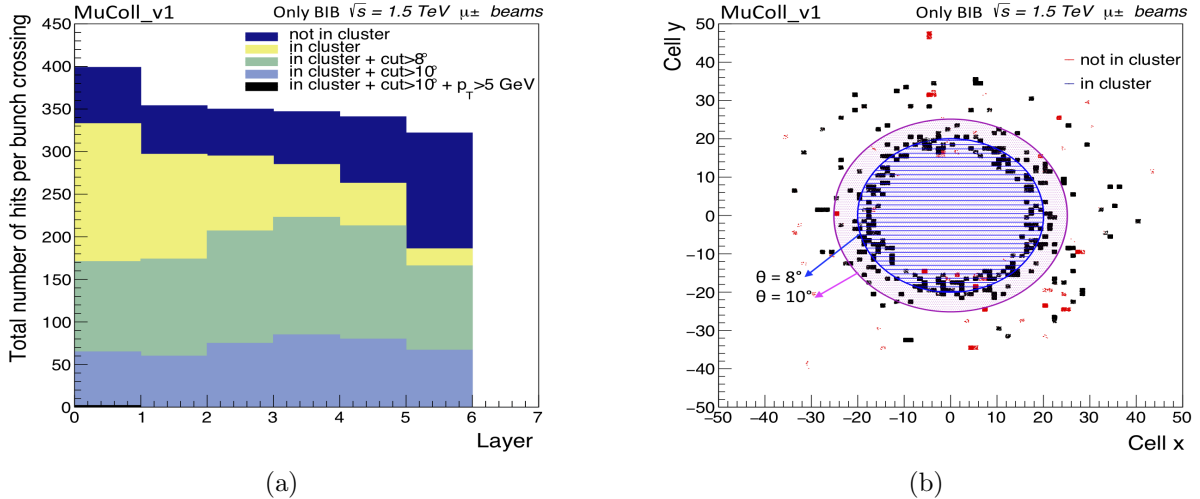 MuColl_v1 Only BIB √s = 1.5 TeV μ± beams
not in cluster
in cluster
in cluster + cut>8°
in cluster + cut>10°
in cluster + cut>10° + p_T>5 GeV
Total number of hits per bunch crossing
450
400
350
300
250
200
150
100
50
0
0 1 2 3 4 5 6 7
Layer
(a)
MuColl_v1 Only BIB √s = 1.5 TeV μ± beams
not in cluster
in cluster
Cell y
50
40
30
20
10
0
−10
−20
−30
−40
−50
θ = 8°
θ = 10°
−50 −40 −30 −20 −10 0 10 20 30 40 50
Cell x
(b)